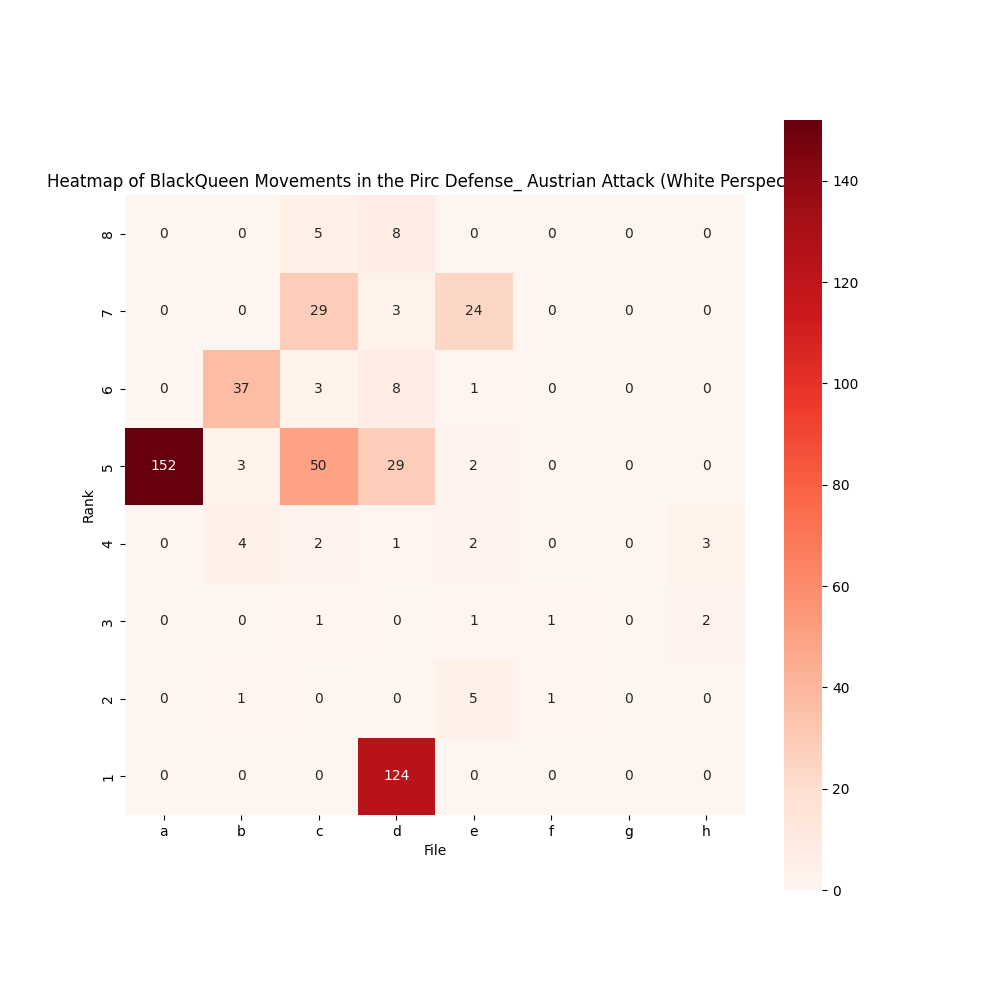 Heatmap of BlackQueen Movements in the Pirc Defense_ Austrian Attack (White Perspec
8 0 0 5 8 0 0 0 0
7 0 0 29 3 24 0 0 0
6 0 37 3 8 1 0 0 0
5 152 3 50 29 2 0 0 0
4 0 4 2 1 2 0 0 3
3 0 0 1 0 1 1 0 2
2 0 1 0 0 5 1 0 0
1 0 0 0 124 0 0 0 0
a b c d e f g h
File
Rank
140
120
100
80
60
40
20
0